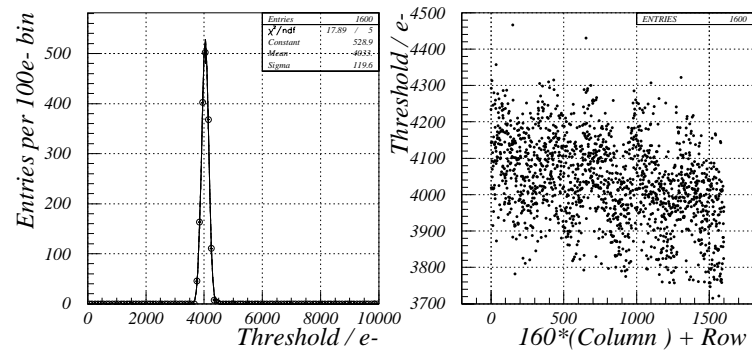 Entries 1600
χ²/ndf 17.89 / 5
Constant 528.9
Mean 4033.
Sigma 119.6
Entries per 100e- bin
500
400
300
200
100
0
0 2000 4000 6000 8000 10000
Threshold / e-
ENTRIES 1600
Threshold / e-
4500
4400
4300
4200
4100
4000
3900
3800
3700
0 500 1000 1500
160*(Column ) + Row